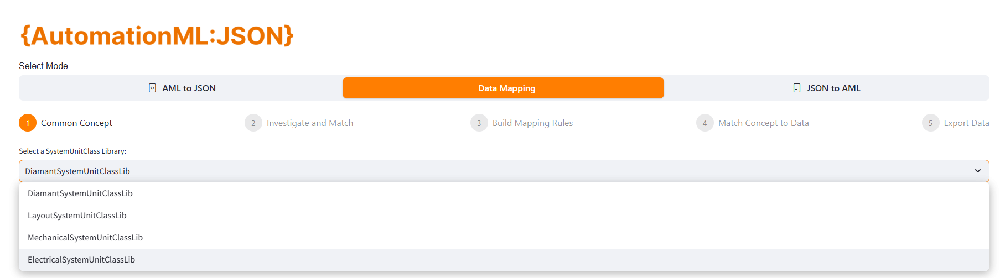 {AutomationML:JSON}
Select Mode
AML to JSON
Data Mapping
JSON to AML
1 Common Concept
2 Investigate and Match
3 Build Mapping Rules
4 Match Concept to Data
5 Export Data
Select a SystemUnitClass Library:
DiamantSystemUnitClassLib
DiamantSystemUnitClassLib
LayoutSystemUnitClassLib
MechanicalSystemUnitClassLib
ElectricalSystemUnitClassLib